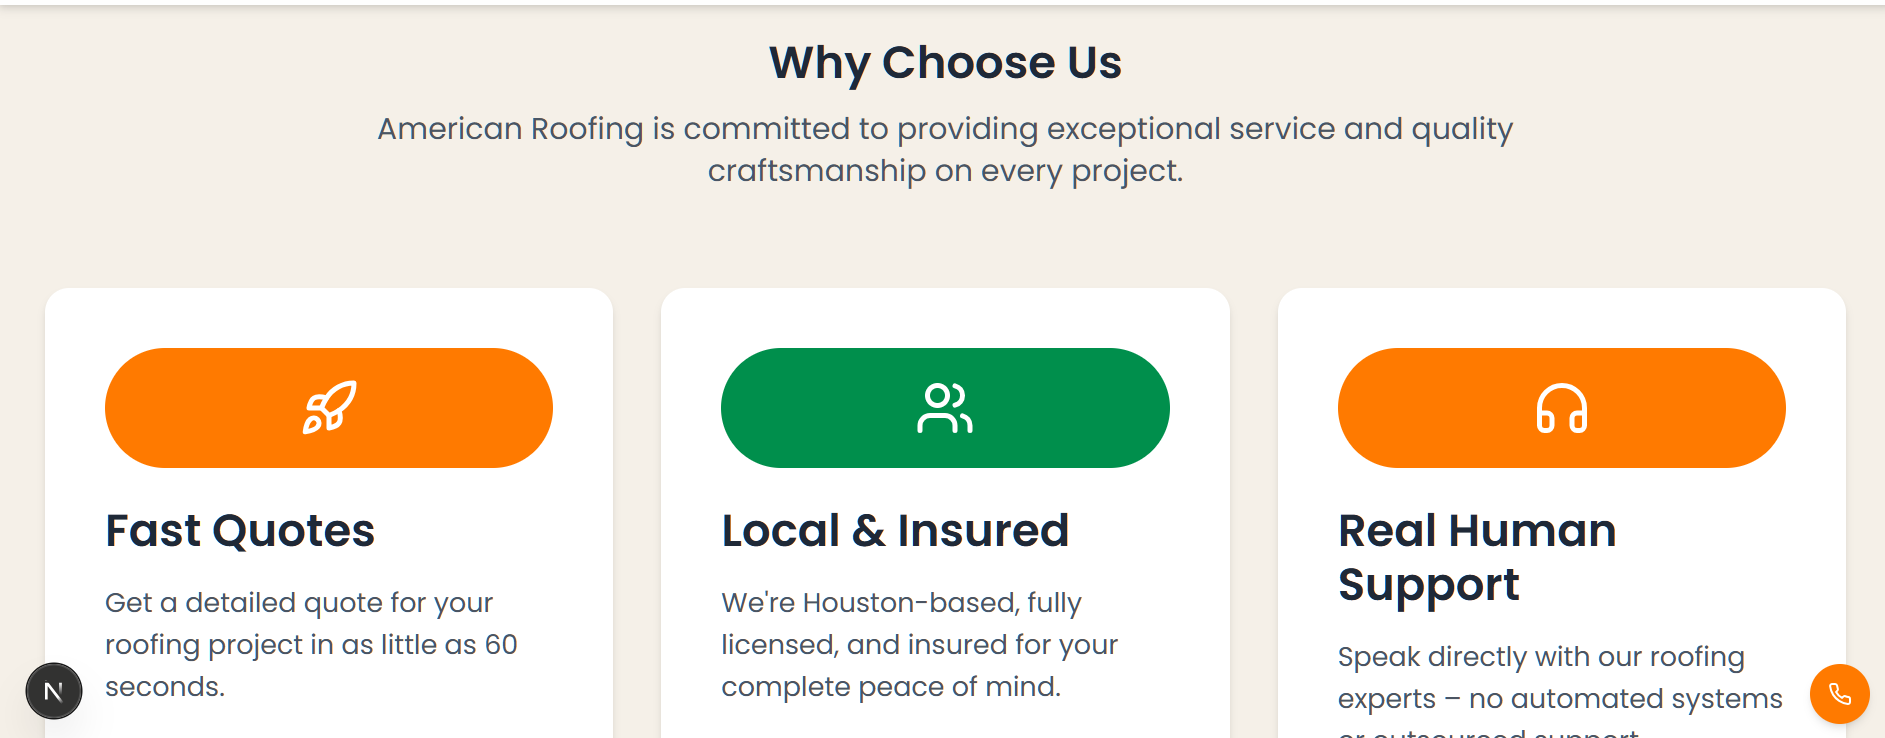 Why Choose Us
American Roofing is committed to providing exceptional service and quality
craftsmanship on every project.
Fast Quotes
Get a detailed quote for your
roofing project in as little as 60
seconds.
Local & Insured
We're Houston-based, fully
licensed, and insured for your
complete peace of mind.
Real Human
Support
Speak directly with our roofing
experts – no automated systems
or outsourced support.
N